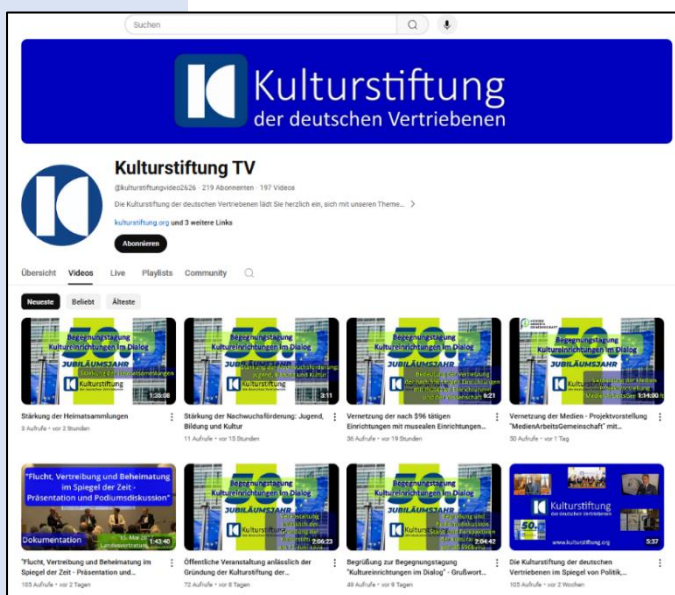 Suchen
Kulturstiftung
der deutschen Vertriebenen
Kulturstiftung TV
@kulturstiftungvideo2626 · 219 Abonnenten · 197 Videos
Die Kulturstiftung der deutschen Vertriebenen lädt Sie herzlich ein, sich mit unseren Theme...
kulturstiftung.org und 3 weitere Links
Abonnieren
Übersicht Videos Live Playlists Community
Neueste Beliebt Älteste
50.
Begegnungstagung
Kultureinrichtungen im Dialog
JUBILÄUMSJAHR
Kulturstiftung
1:35:08
50.
Begegnungstagung
Kultureinrichtungen im Dialog
JUBILÄUMSJAHR
Kulturstiftung
3:11
50.
Begegnungstagung
Kultureinrichtungen im Dialog
JUBILÄUMSJAHR
Kulturstiftung
6:21
50.
Begegnungstagung
Kultureinrichtungen im Dialog
JUBILÄUMSJAHR
Kulturstiftung
1:14:00
Stärkung der Heimatsammlungen
3 Aufrufe · vor 2 Stunden
Stärkung der Nachwuchsförderung: Jugend,
Bildung und Kultur
11 Aufrufe · vor 15 Stunden
Vernetzung der nach §96 tätigen
Einrichtungen mit musealen Einrichtungen...
36 Aufrufe · vor 19 Stunden
Vernetzung der Medien - Projektvorstellung
"MedienArbeitsGemeinschaft" mit...
50 Aufrufe · vor 1 Tag
"Flucht, Vertreibung und Beheimatung
im Spiegel der Zeit -
Präsentation und Podiumsdiskussion"
Dokumentation
1:43:40
50.
Begegnungstagung
Kultureinrichtungen im Dialog
JUBILÄUMSJAHR
Kulturstiftung
2:06:23
50.
Begegnungstagung
Kultureinrichtungen im Dialog
JUBILÄUMSJAHR
Kulturstiftung
2:04:42
Kulturstiftung
der deutschen Vertriebenen
50.
www.kulturstiftung.org
5:37
"Flucht, Vertreibung und Beheimatung im
Spiegel der Zeit - Präsentation und...
105 Aufrufe · vor 2 Tagen
Öffentliche Veranstaltung anlässlich der
Gründung der Kulturstiftung der...
72 Aufrufe · vor 8 Tagen
Begrüßung zur Begegnungstagung
"Kultureinrichtungen im Dialog" - Grußwort...
49 Aufrufe · vor 8 Tagen
Die Kulturstiftung der deutschen
Vertriebenen im Spiegel von Politik,...
105 Aufrufe · vor 2 Wochen